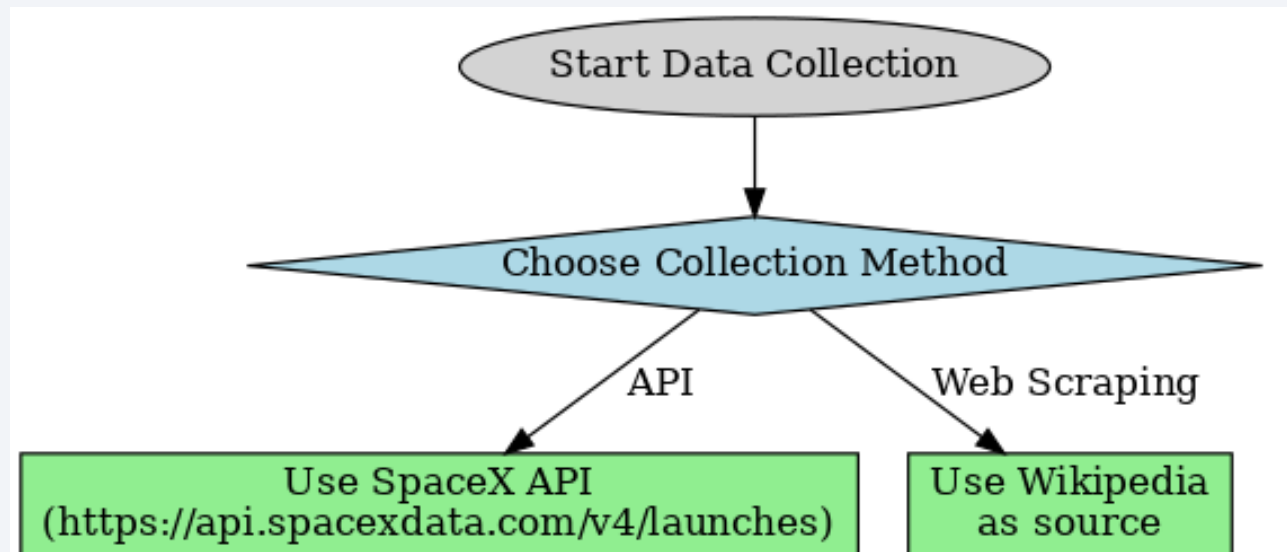 Start Data Collection
Choose Collection Method
API
Web Scraping
Use SpaceX API
(https://api.spacexdata.com/v4/launches)
Use Wikipedia
as source